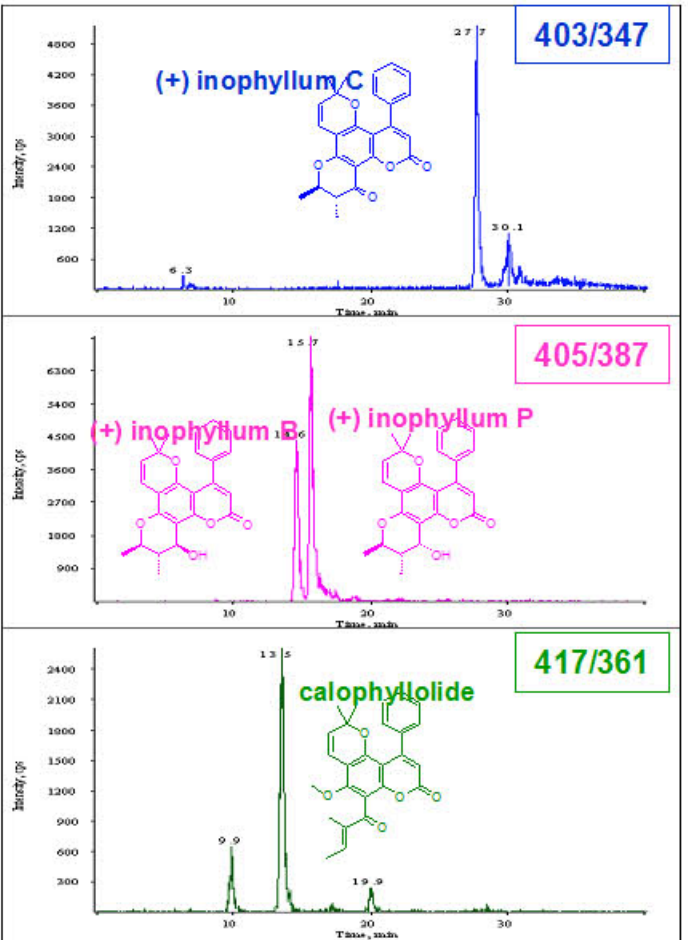 403/347
27.7
(+) inophyllum C
O
O
O
O
O
30.1
6.3
4800
4200
3600
3000
2400
1800
1200
600
Intensity, cps
10
20
30
Time, min
405/387
15.7
(+) inophyllum B
(+) inophyllum P
O
O
O
O
OH
O
O
O
O
OH
6300
5400
4500
3600
2700
1800
900
Intensity, cps
10
20
30
Time, min
417/361
13.5
calophyllolide
O
O
O
O
O
9.9
19.9
2400
2100
1800
1500
1200
900
600
300
Intensity, cps
10
20
30
Time, min